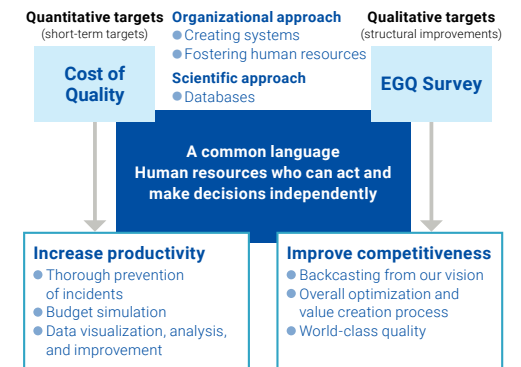 Quantitative targets
(short-term targets)
Cost of
Quality
Organizational approach
Creating systems
Fostering human resources
Scientific approach
Databases
Qualitative targets
(structural improvements)
EGQ Survey
A common language
Human resources who can act and
make decisions independently
Increase productivity
Thorough prevention
of incidents
Budget simulation
Data visualization, analysis,
and improvement
Improve competitiveness
Backcasting from our vision
Overall optimization and
value creation process
World-class quality